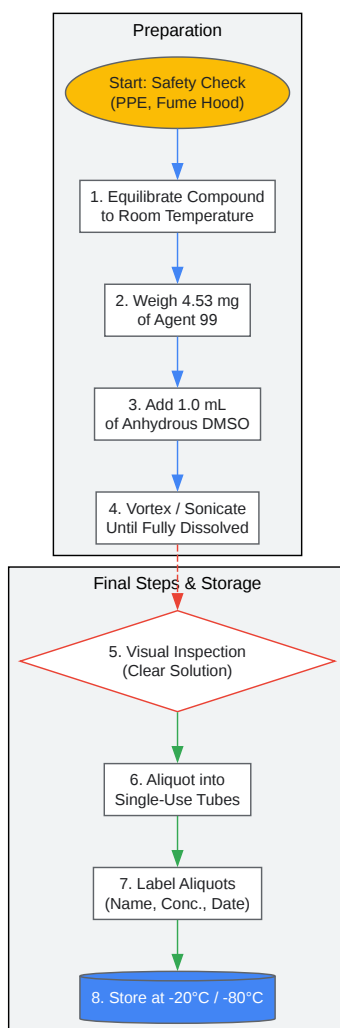 Preparation
Start: Safety Check
(PPE, Fume Hood)
1. Equilibrate Compound
to Room Temperature
2. Weigh 4.53 mg
of Agent 99
3. Add 1.0 mL
of Anhydrous DMSO
4. Vortex / Sonicate
Until Fully Dissolved
Final Steps & Storage
5. Visual Inspection
(Clear Solution)
6. Aliquot into
Single-Use Tubes
7. Label Aliquots
(Name, Conc., Date)
8. Store at -20°C / -80°C